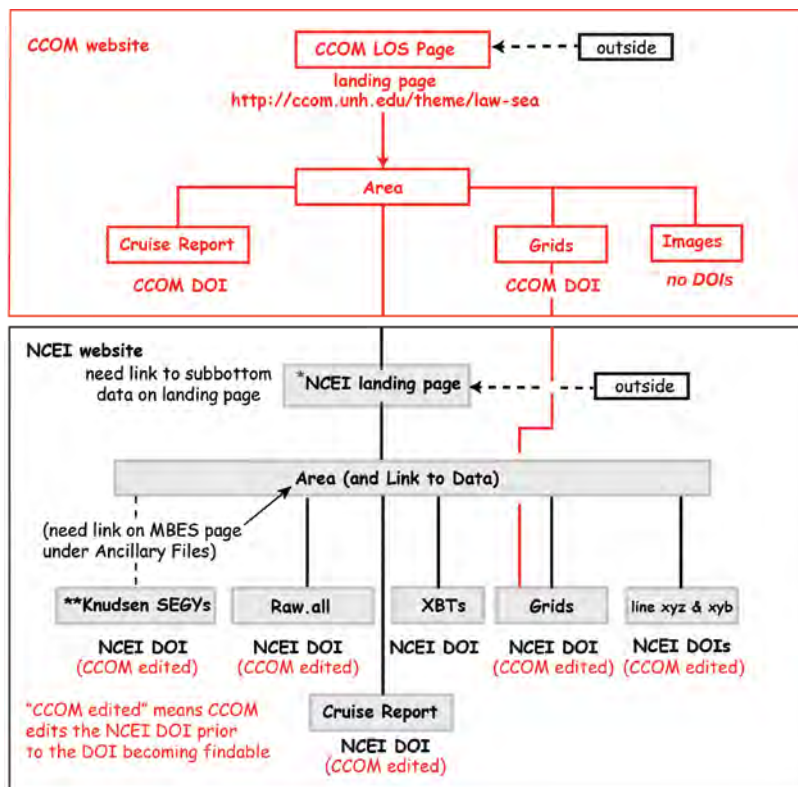 CCOM website
CCOM LOS Page
outside
landing page
http://ccom.unh.edu/theme/law-sea
Area
Cruise Report
Grids
Images
CCOM DOI
CCOM DOI
no DOIs
NCEI website
need link to subbottom
data on landing page
*NCEI landing page
outside
Area (and Link to Data)
(need link on MBES page
under Ancillary Files)
**Knudsen SEGYs
Raw.all
XBTs
Grids
line xyz & xyb
NCEI DOI
NCEI DOI
NCEI DOI
NCEI DOI
NCEI DOIs
(CCOM edited)
(CCOM edited)
(CCOM edited)
(CCOM edited)
"CCOM edited" means CCOM
edits the NCEI DOI prior
to the DOI becoming findable
Cruise Report
NCEI DOI
(CCOM edited)